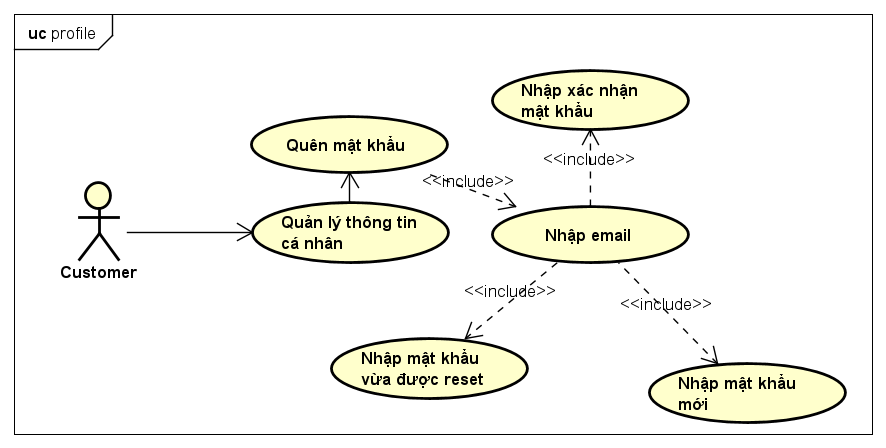 uc profile
Nhập xác nhận
mật khẩu
Quên mật khẩu
<<include>>
<<include>>
Quản lý thông tin
cá nhân
Nhập email
Customer
<<include>>
<<include>>
Nhập mật khẩu
vừa được reset
Nhập mật khẩu
mới